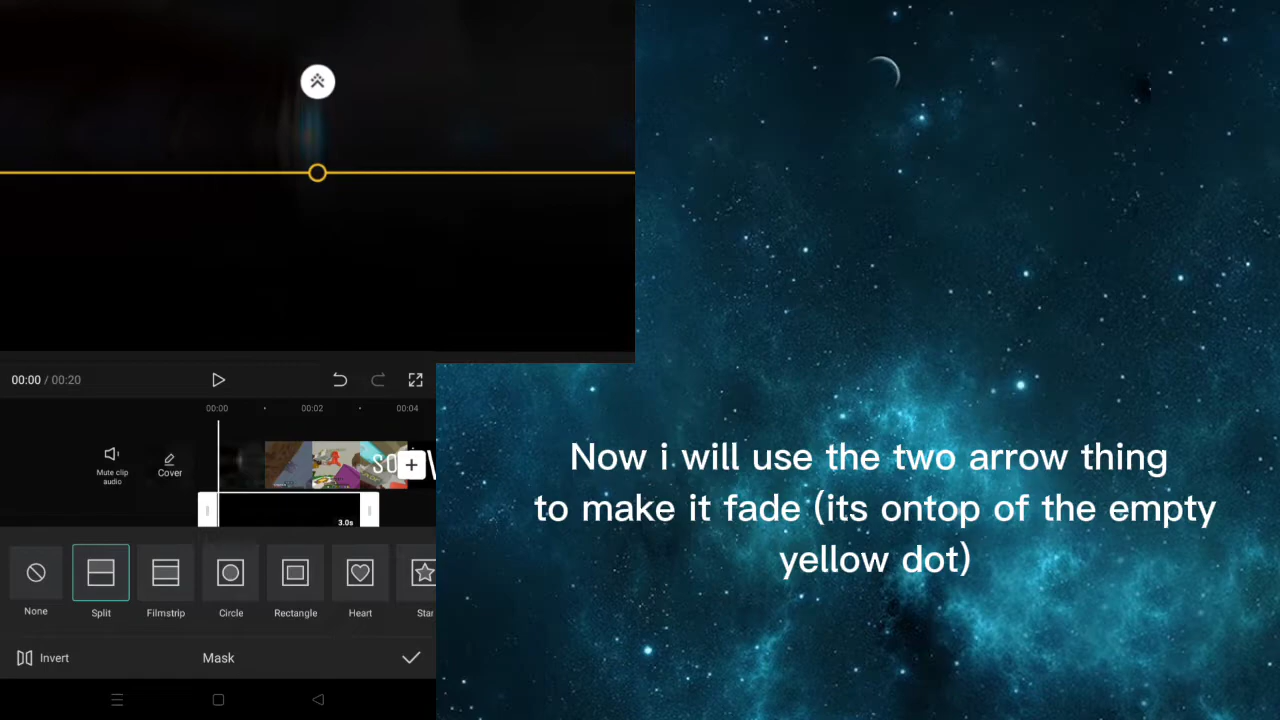 00:00 / 00:20
00:00 00:02 00:04
Mute clip
audio
Cover
3.0s
None
Split
Filmstrip
Circle
Rectangle
Heart
Invert
Mask
Now i will use the two arrow thing
to make it fade (its ontop of the empty
yellow dot)